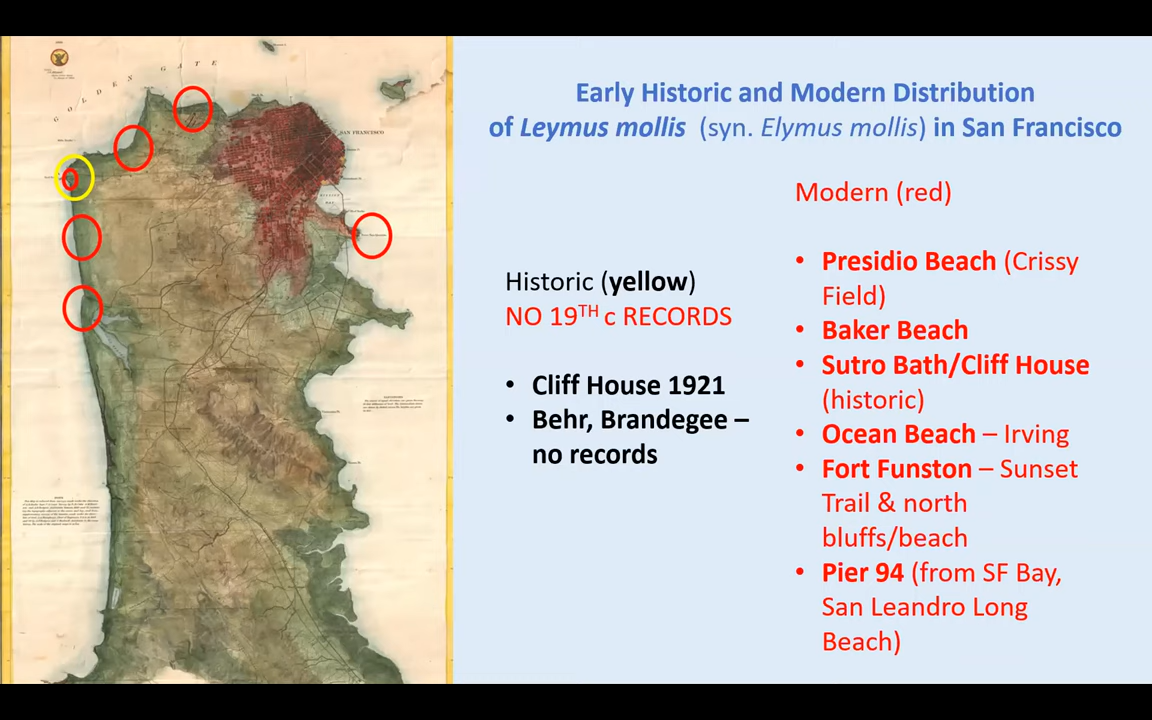 GOLDEN GATE
SAN FRANCISCO
Early Historic and Modern Distribution
of Leymus mollis (syn. Elymus mollis) in San Francisco
Historic (yellow)
NO 19TH c RECORDS
• Cliff House 1921
• Behr, Brandegee –
no records
Modern (red)
• Presidio Beach (Crissy
Field)
• Baker Beach
• Sutro Bath/Cliff House
(historic)
• Ocean Beach – Irving
• Fort Funston – Sunset
Trail & north
bluffs/beach
• Pier 94 (from SF Bay,
San Leandro Long
Beach)